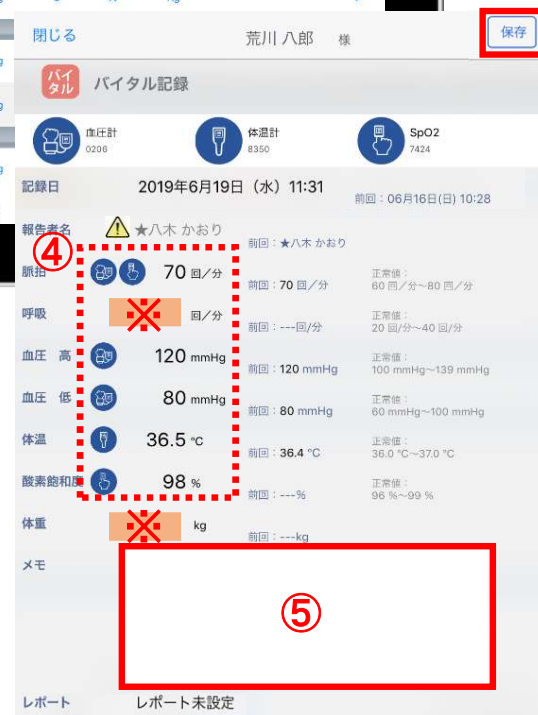 閉じる 荒川 八郎 様 保存
バイタル バイタル記録
血圧計 0206 体温計 8350 SpO2 7424
記録日 2019年6月19日（水）11:31 前回：06月16日(日) 10:28
報告者名 ★八木 かおり 前回：★八木 かおり
④
脈拍 70 回／分 前回：70 回／分 正常値： 60 回／分～80 回／分
呼吸 ※ 回／分 前回：---回/分 正常値： 20 回/分～40 回/分
血圧 高 120 mmHg 前回：120 mmHg 正常値： 100 mmHg～139 mmHg
血圧 低 80 mmHg 前回：80 mmHg 正常値： 60 mmHg～100 mmHg
体温 36.5 ℃ 前回：36.4 ℃ 正常値： 36.0 ℃～37.0 ℃
酸素飽和度 98 % 前回：---% 正常値： 96 %～99 %
体重 ※ kg 前回：---kg
メモ
⑤
レポート レポート未設定